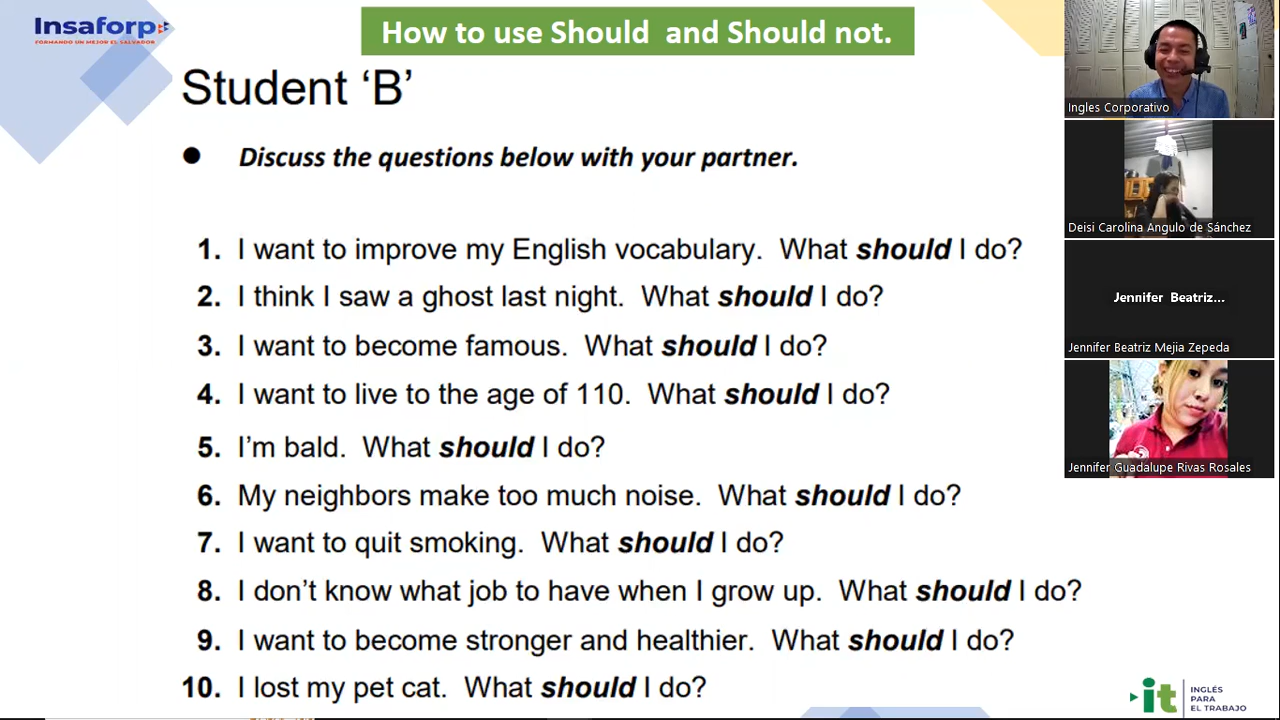 Insaforp
FORMANDO UN MEJOR EL SALVADOR
How to use Should and Should not.
Student ‘B’
● Discuss the questions below with your partner.
1. I want to improve my English vocabulary. What should I do?
2. I think I saw a ghost last night. What should I do?
3. I want to become famous. What should I do?
4. I want to live to the age of 110. What should I do?
5. I’m bald. What should I do?
6. My neighbors make too much noise. What should I do?
7. I want to quit smoking. What should I do?
8. I don’t know what job to have when I grow up. What should I do?
9. I want to become stronger and healthier. What should I do?
10. I lost my pet cat. What should I do?
Ingles Corporativo
Deisi Carolina Angulo de Sánchez
Jennifer Beatriz...
Jennifer Beatriz Mejia Zepeda
Jennifer Guadalupe Rivas Rosales
it
INGLÉS
PARA
EL TRABAJO